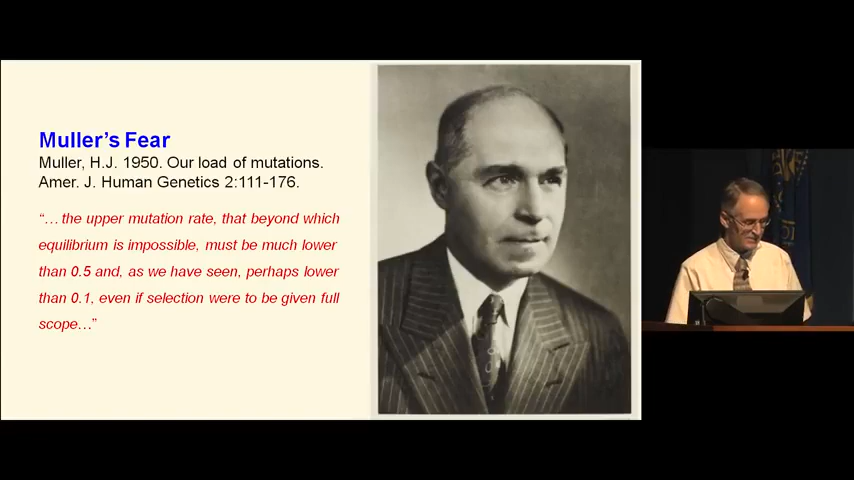 Muller's Fear
Muller, H.J. 1950. Our load of mutations.
Amer. J. Human Genetics 2:111-176.
“…the upper mutation rate, that beyond which
equilibrium is impossible, must be much lower
than 0.5 and, as we have seen, perhaps lower
than 0.1, even if selection were to be given full
scope…”